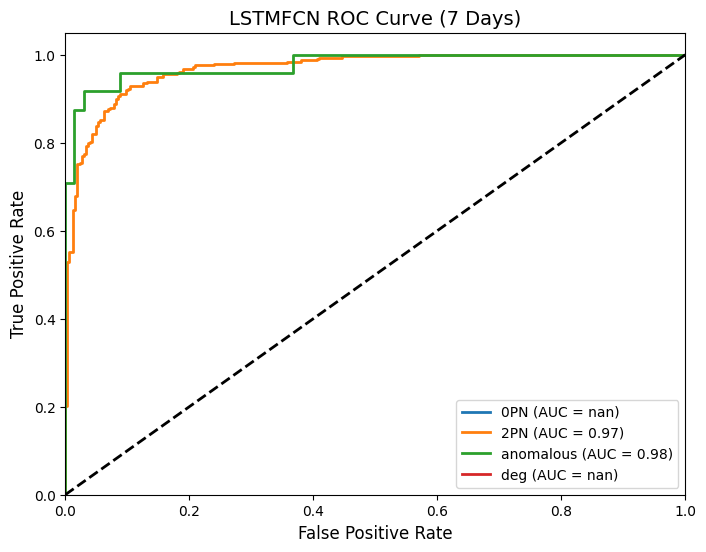 LSTMFCN ROC Curve (7 Days)
True Positive Rate
1.0
0.8
0.6
0.4
0.2
0.0
0PN (AUC = nan)
2PN (AUC = 0.97)
anomalous (AUC = 0.98)
deg (AUC = nan)
0.0 0.2 0.4 0.6 0.8 1.0
False Positive Rate